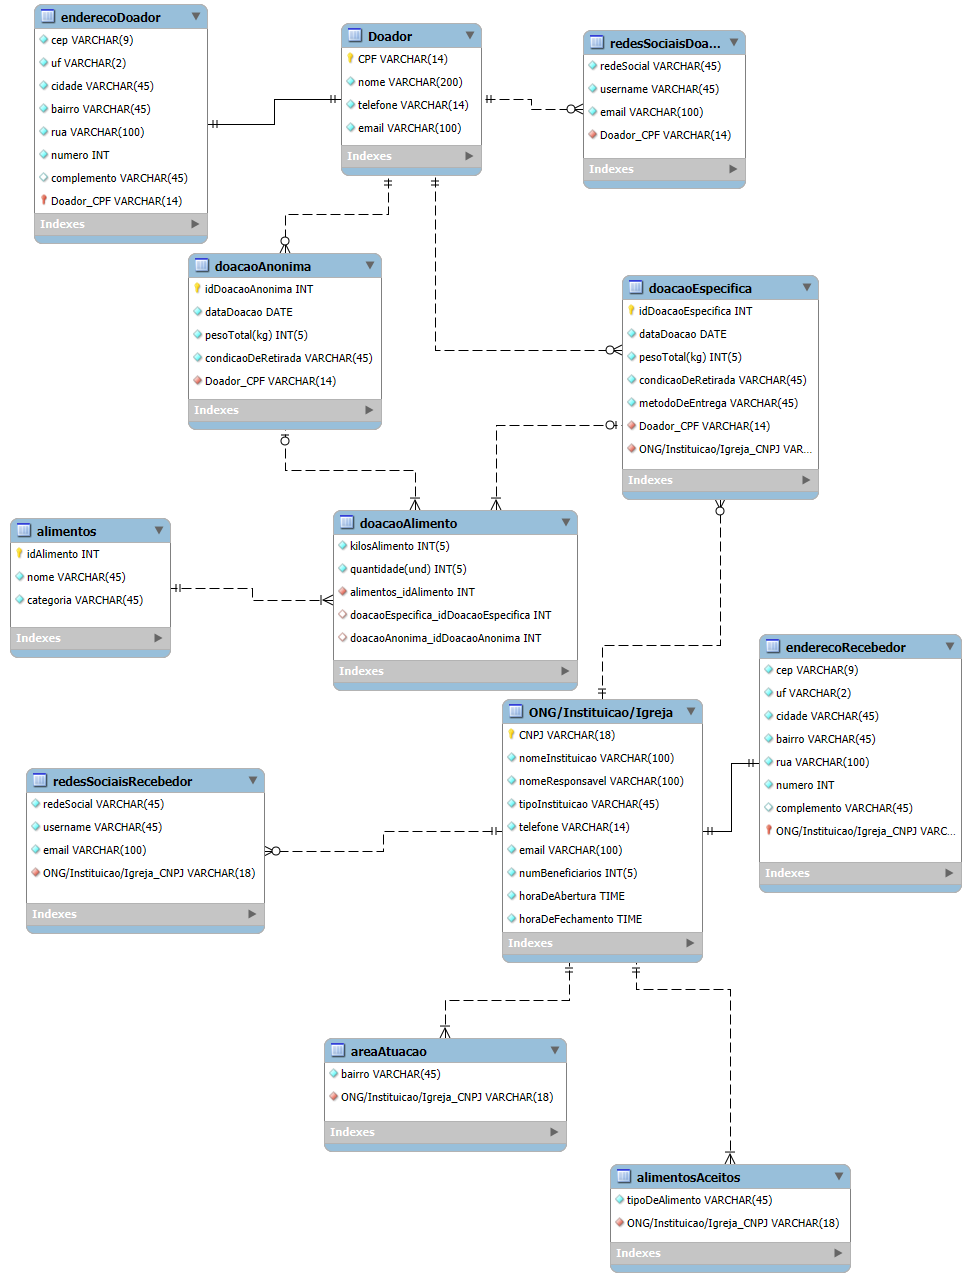 enderecoDoador
cep VARCHAR(9)
uf VARCHAR(2)
cidade VARCHAR(45)
bairro VARCHAR(45)
rua VARCHAR(100)
numero INT
complemento VARCHAR(45)
Doador_CPF VARCHAR(14)
Indexes
Doador
CPF VARCHAR(14)
nome VARCHAR(200)
telefone VARCHAR(14)
email VARCHAR(100)
Indexes
redesSociaisDoa...
redeSocial VARCHAR(45)
username VARCHAR(45)
email VARCHAR(100)
Doador_CPF VARCHAR(14)
Indexes
doacaoAnonima
idDoacaoAnonima INT
dataDoacao DATE
pesoTotal(kg) INT(5)
condicaoDeRetirada VARCHAR(45)
Doador_CPF VARCHAR(14)
Indexes
doacaoEspecifica
idDoacaoEspecifica INT
dataDoacao DATE
pesoTotal(kg) INT(5)
condicaoDeRetirada VARCHAR(45)
metodoDeEntrega VARCHAR(45)
Doador_CPF VARCHAR(14)
ONG/Instituicao/Igreja_CNPJ VAR...
Indexes
alimentos
idAlimento INT
nome VARCHAR(45)
categoria VARCHAR(45)
Indexes
doacaoAlimento
kilosAlimento INT(5)
quantidade(und) INT(5)
alimentos_idAlimento INT
doacaoEspecifica_idDoacaoEspecifica INT
doacaoAnonima_idDoacaoAnonima INT
Indexes
enderecoRecebedor
cep VARCHAR(9)
uf VARCHAR(2)
cidade VARCHAR(45)
bairro VARCHAR(45)
rua VARCHAR(100)
numero INT
complemento VARCHAR(45)
ONG/Instituicao/Igreja_CNPJ VARC...
Indexes
ONG/Instituicao/Igreja
CNPJ VARCHAR(18)
nomeInstituicao VARCHAR(100)
nomeResponsavel VARCHAR(100)
tipoInstituicao VARCHAR(45)
telefone VARCHAR(14)
email VARCHAR(100)
numBeneficiarios INT(5)
horaDeAbertura TIME
horaDeFechamento TIME
Indexes
redesSociaisRecebedor
redeSocial VARCHAR(45)
username VARCHAR(45)
email VARCHAR(100)
ONG/Instituicao/Igreja_CNPJ VARCHAR(18)
Indexes
areaAtuacao
bairro VARCHAR(45)
ONG/Instituicao/Igreja_CNPJ VARCHAR(18)
Indexes
alimentosAceitos
tipoDeAlimento VARCHAR(45)
ONG/Instituicao/Igreja_CNPJ VARCHAR(18)
Indexes